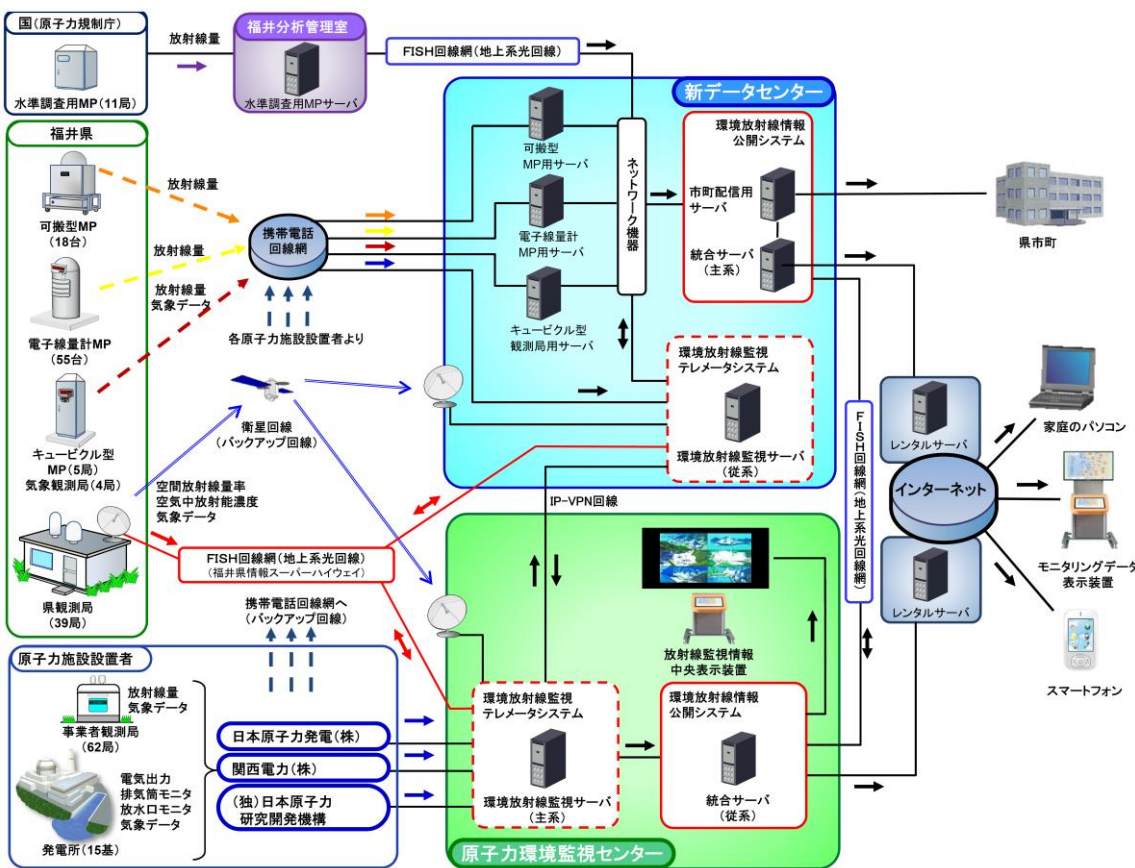 国(原子力規制庁)
水準調査用MP(11局)
放射線量
福井分析管理室
水準調査用MPサーバ
FISH回線網(地上系光回線)
福井県
可搬型MP
(18台)
電子線量計MP
(55台)
キュービクル型
MP(5局)
気象観測局(4局)
県観測局
(39局)
放射線量
放射線量
放射線量
気象データ
空間放射線量率
空気中放射能濃度
気象データ
携帯電話
回線網
各原子力施設設置者より
衛星回線
(バックアップ回線)
FISH回線網(地上系光回線)
(福井県情報スーパーハイウェイ)
携帯電話回線網へ
(バックアップ回線)
新データセンター
可搬型
MP用サーバ
電子線量計
MP用サーバ
キュービクル型
観測局用サーバ
ネットワーク機器
環境放射線情報
公開システム
市町配信用
サーバ
統合サーバ
(主系)
環境放射線監視
テレメータシステム
環境放射線監視サーバ
(従系)
IP-VPN回線
FISH回線網(地上系光回線網)
県市町
レンタルサーバ
インターネット
レンタルサーバ
家庭のパソコン
モニタリングデータ
表示装置
スマートフォン
原子力施設設置者
放射線量
気象データ
事業者観測局
(62局)
電気出力
排気筒モニタ
放水口モニタ
気象データ
発電所(15基)
日本原子力発電(株)
関西電力(株)
(独)日本原子力
研究開発機構
放射線監視情報
中央表示装置
環境放射線監視
テレメータシステム
環境放射線監視サーバ
(主系)
環境放射線情報
公開システム
統合サーバ
(従系)
原子力環境監視センター